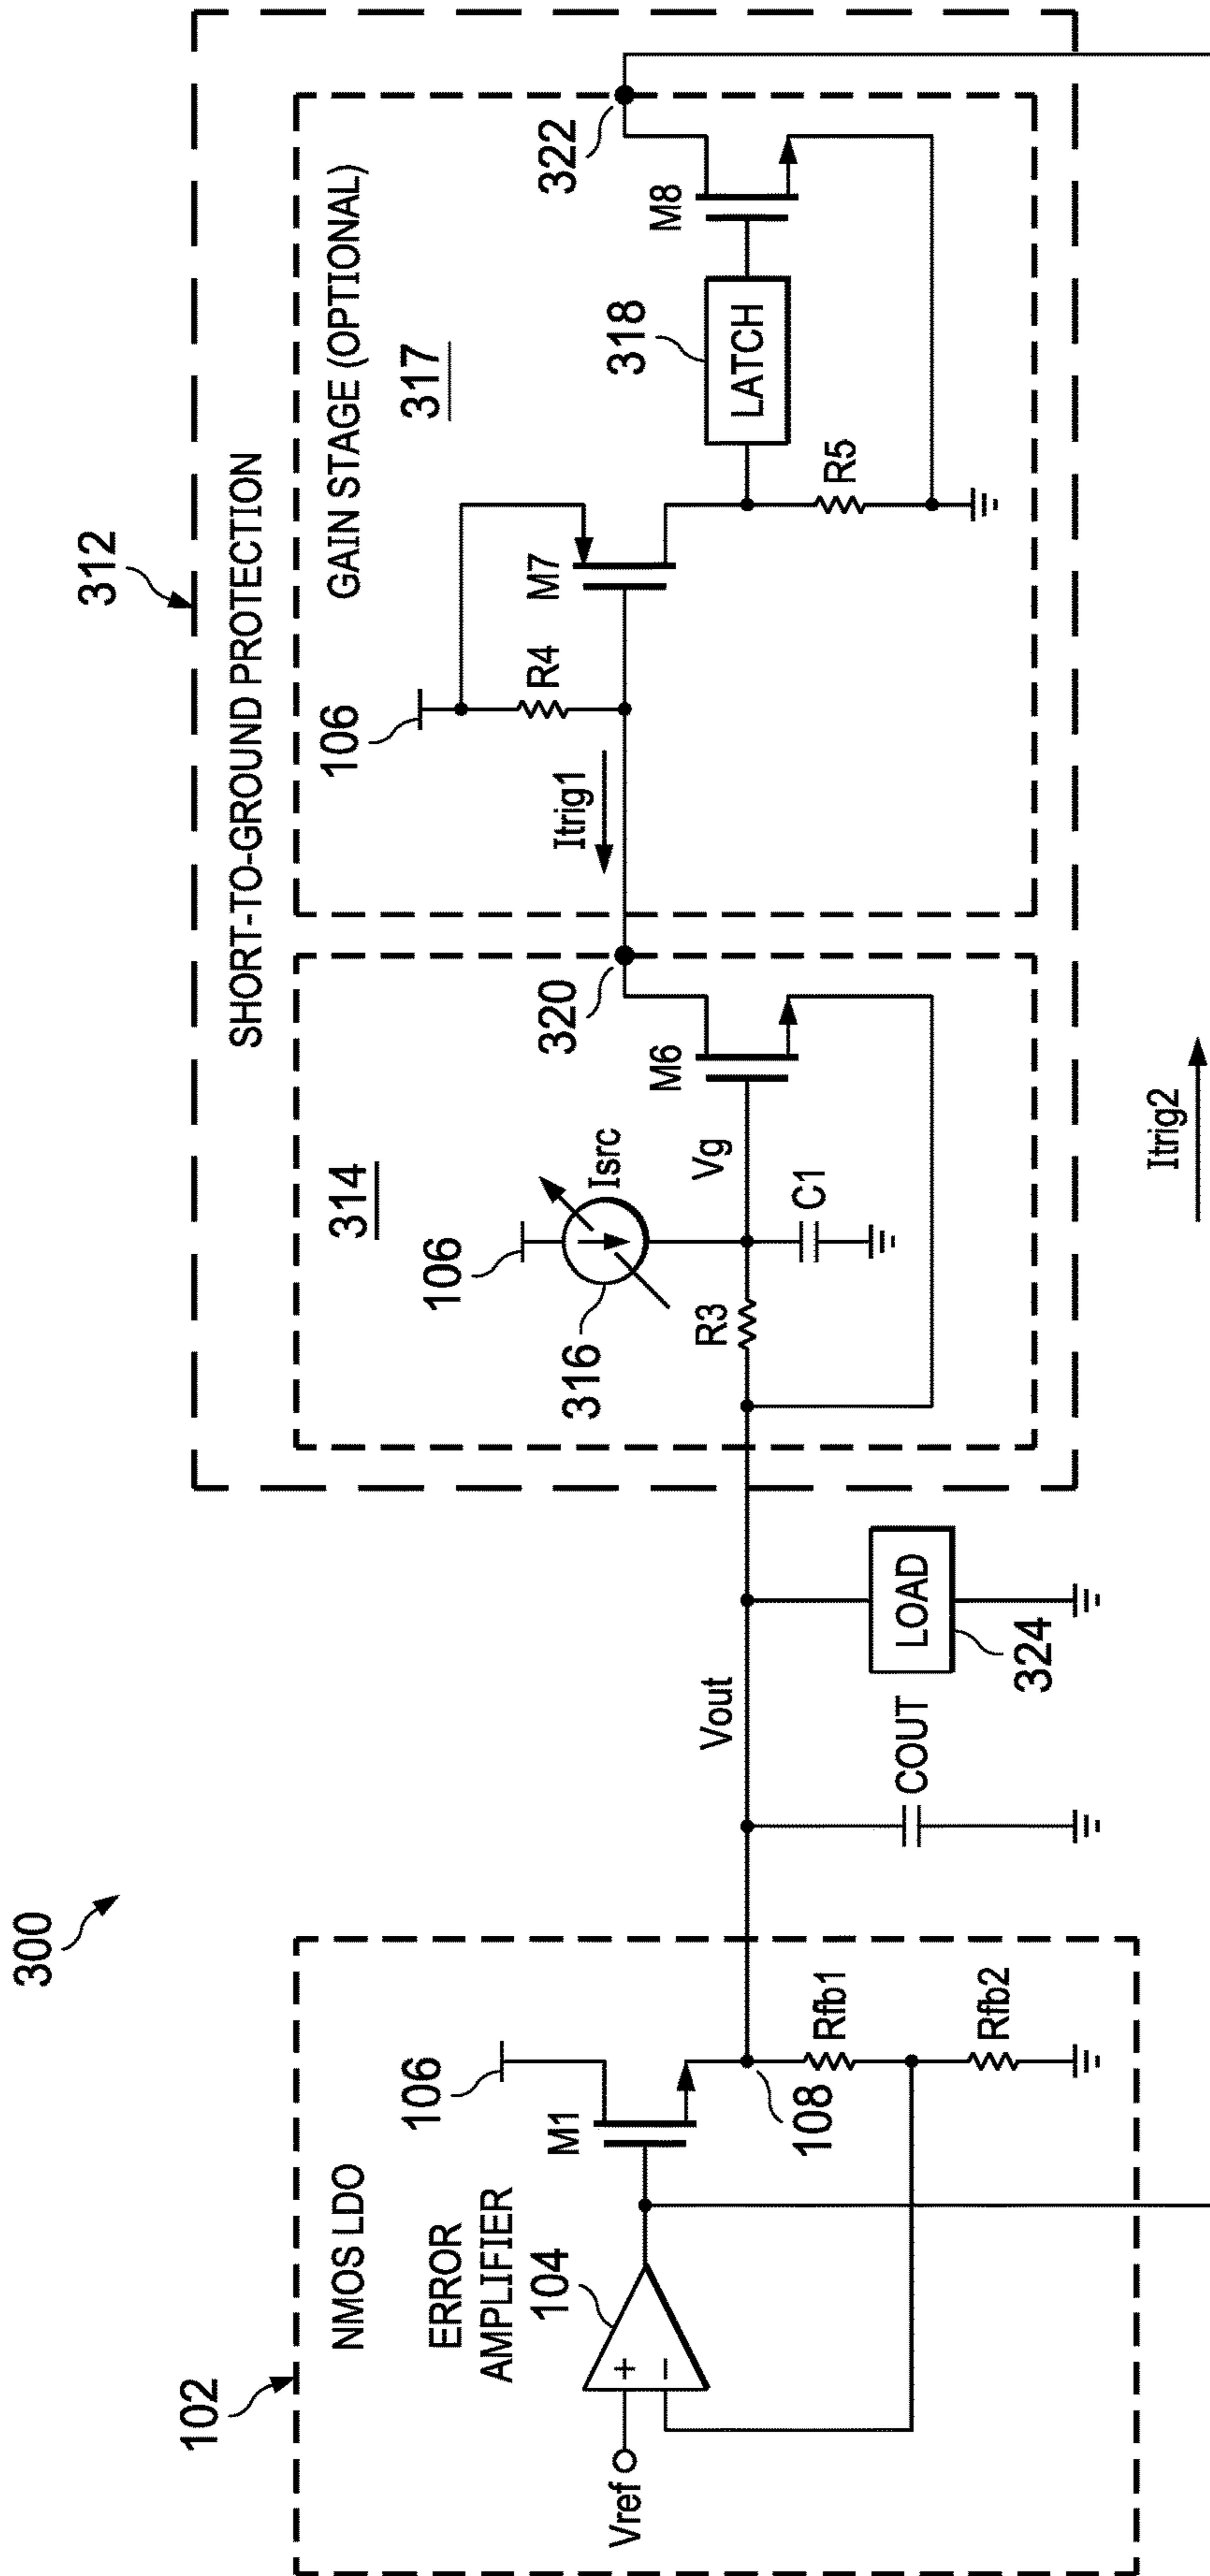 300
312
SHORT-TO-GROUND PROTECTION
102
NMOS LDO
ERROR
AMPLIFIER
104
+
−
Vref
M1
106
108
Rfb1
Rfb2
Vout
COUT
LOAD
324
314
106
316
Isrc
R3
Vg
C1
M6
320
GAIN STAGE (OPTIONAL)
317
Itrig1
106
R4
M7
R5
318
LATCH
M8
322
Itrig2